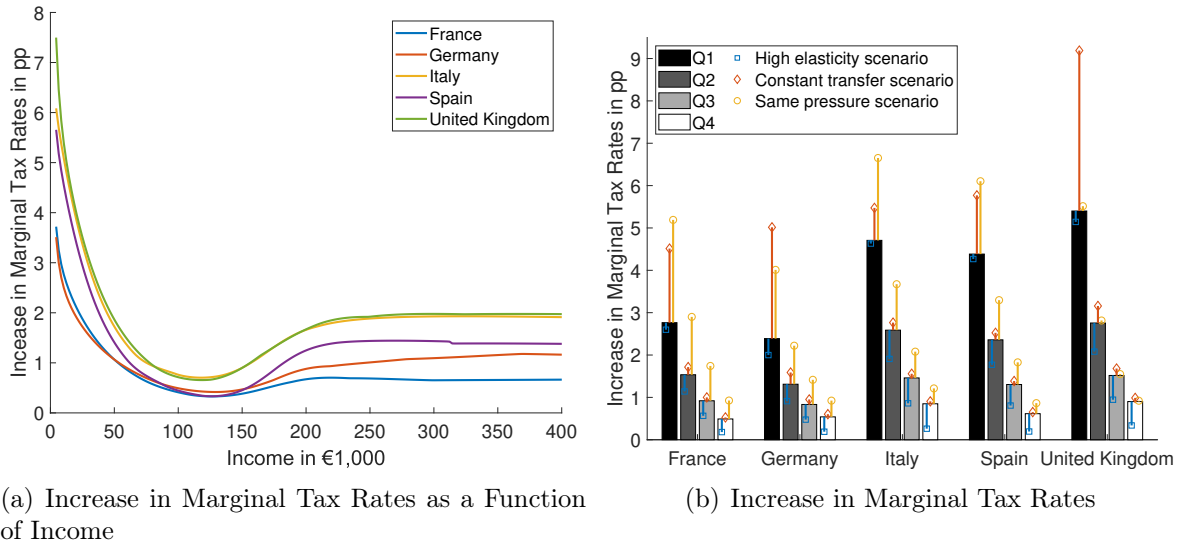 8
7
6
5
4
3
2
1
0
Increase in Marginal Tax Rates in pp
France
Germany
Italy
Spain
United Kingdom
0 50 100 150 200 250 300 350 400
Income in €1,000
(a) Increase in Marginal Tax Rates as a Function
of Income
9
8
7
6
5
4
3
2
1
0
Increase in Marginal Tax Rates in pp
Q1 High elasticity scenario
Q2 Constant transfer scenario
Q3 Same pressure scenario
Q4
France Germany Italy Spain United Kingdom
(b) Increase in Marginal Tax Rates